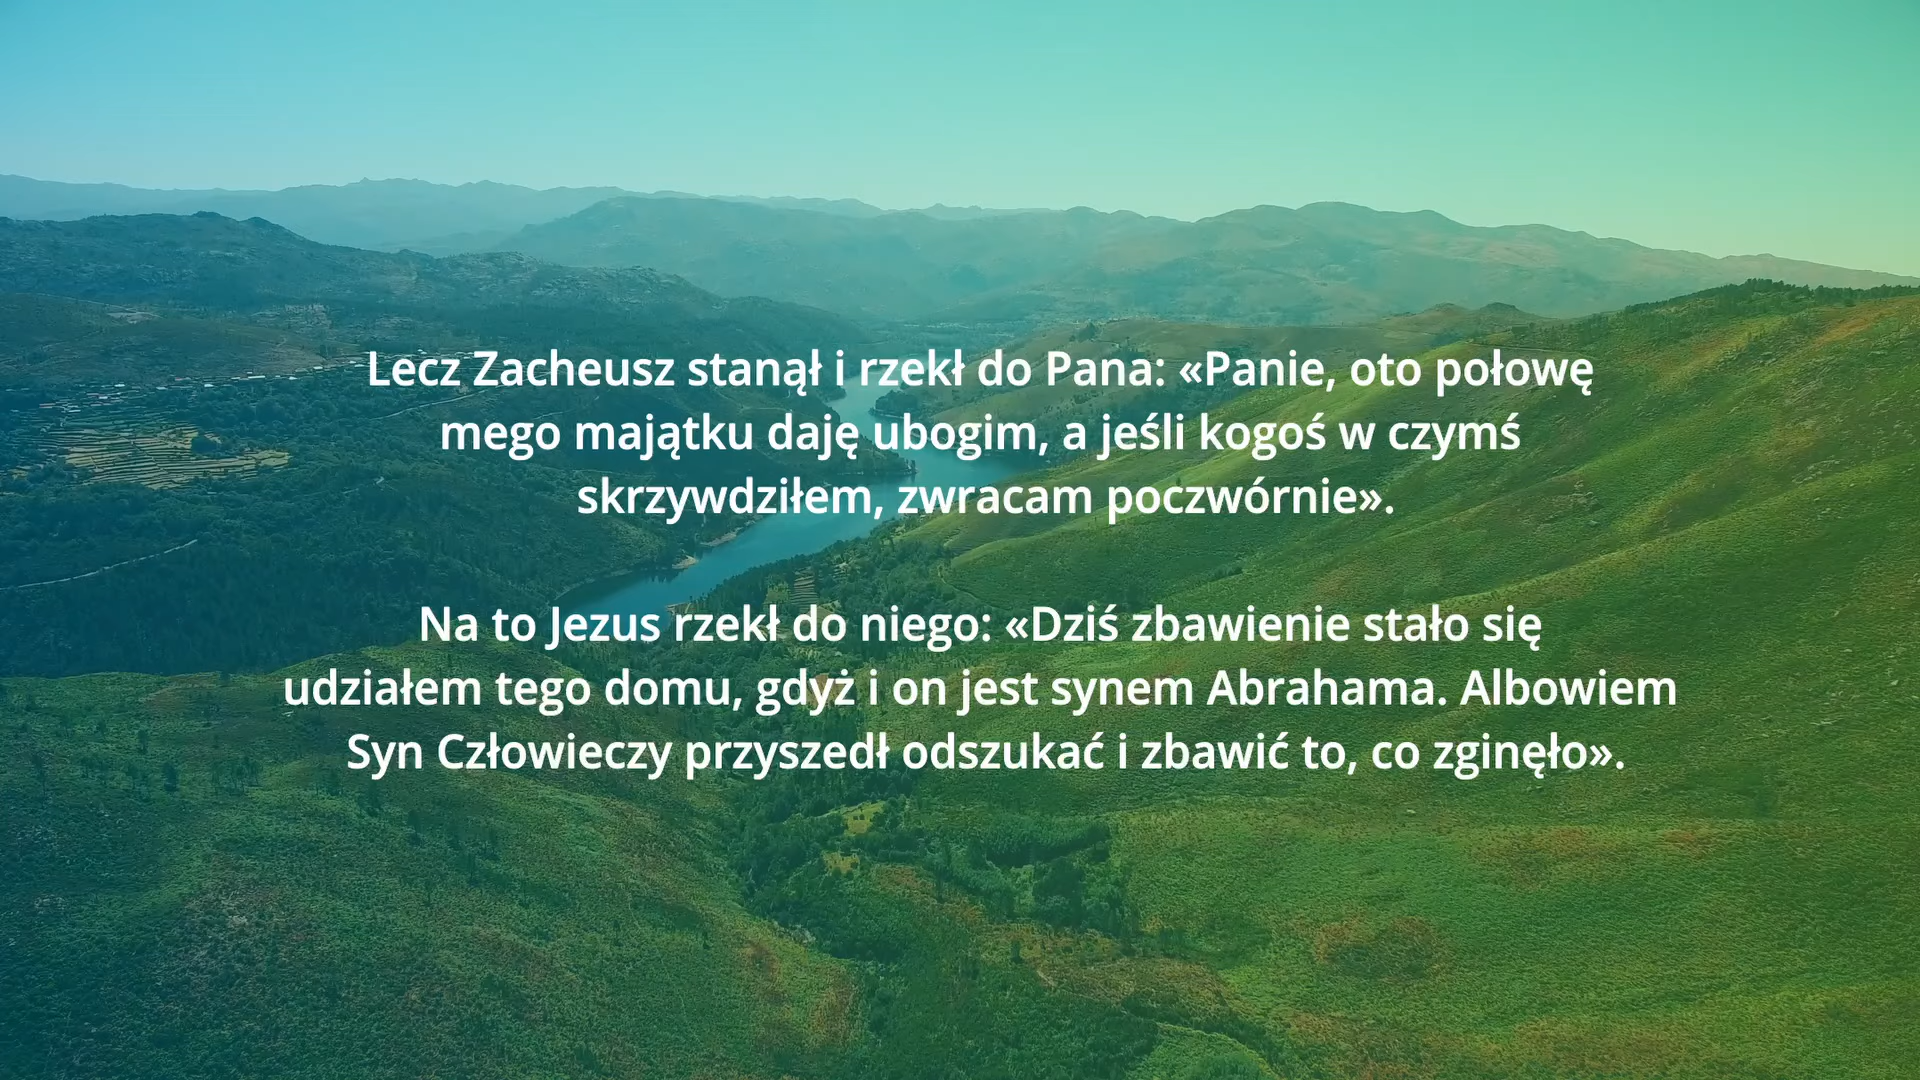 Lecz Zacheusz stanął i rzekł do Pana: «Panie, oto połowę
mego majątku daję ubogim, a jeśli kogoś w czymś
skrzywdziłem, zwracam poczwórnie».
Na to Jezus rzekł do niego: «Dziś zbawienie stało się
udziałem tego domu, gdyż i on jest synem Abrahama. Albowiem
Syn Człowieczy przyszedł odszukać i zbawić to, co zginęło».